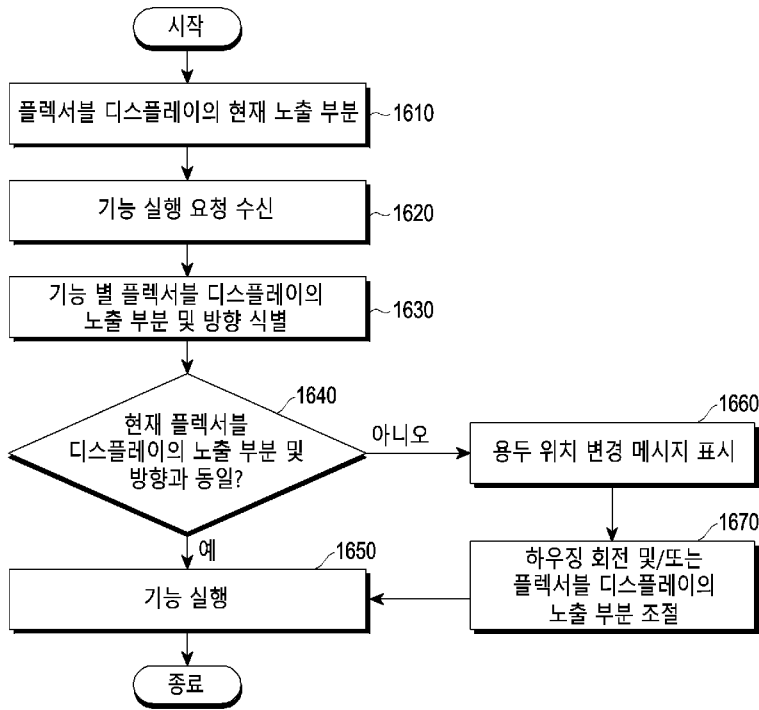 시작
플렉서블 디스플레이의 현재 노출 부분
1610
기능 실행 요청 수신
1620
기능 별 플렉서블 디스플레이의
노출 부분 및 방향 식별
1630
1640
현재 플렉서블
디스플레이의 노출 부분 및
방향과 동일?
아니오
1660
용두 위치 변경 메시지 표시
예
1650
기능 실행
1670
하우징 회전 및/또는
플렉서블 디스플레이의
노출 부분 조절
종료